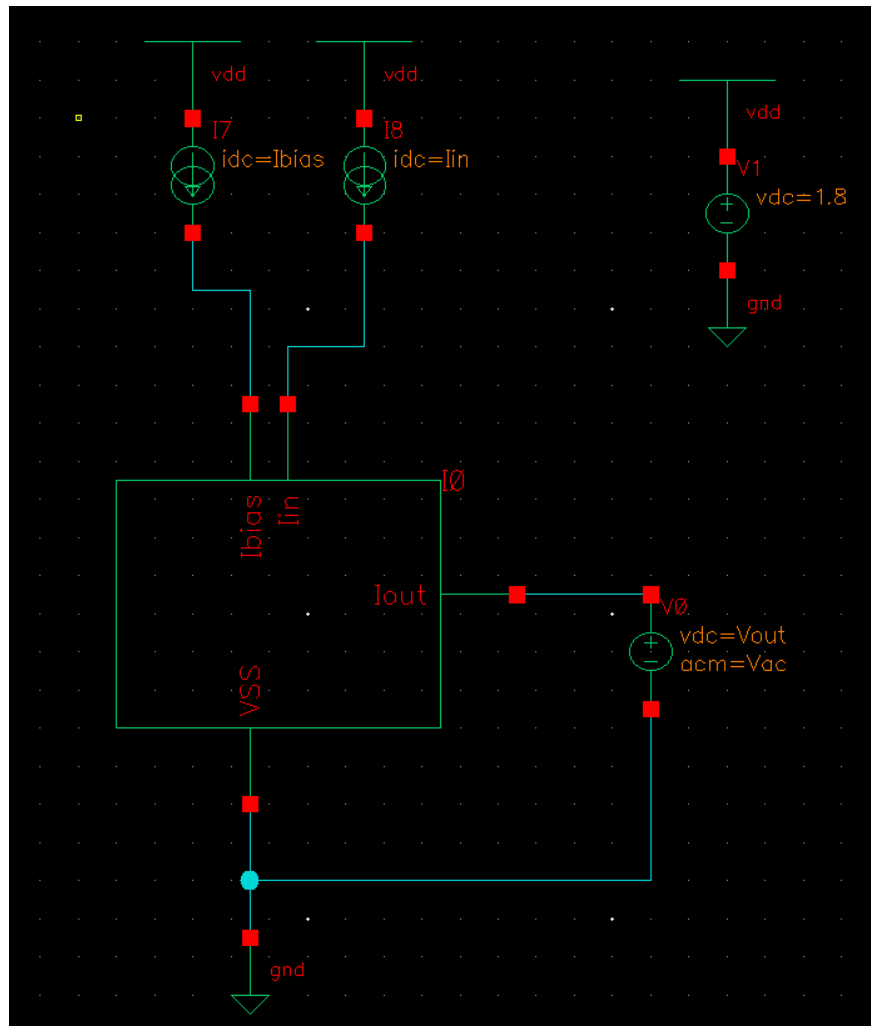 vdd
vdd
vdd
I7
I8
idc=Ibias
idc=Iin
V1
vdc=1.8
gnd
I0
Ibias
Iin
Iout
V0
vdc=Vout
acm=Vac
VSS
gnd